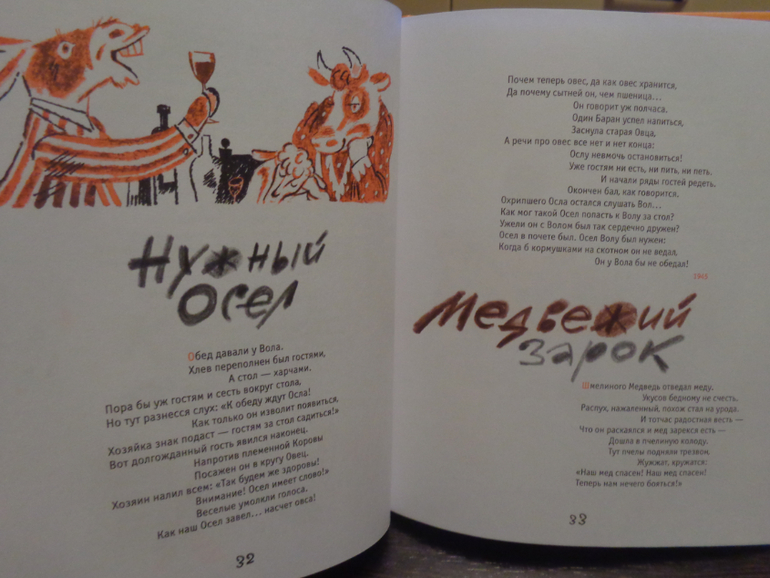 Нужный
Осел
Обед давали у Вола.
Хлев переполнен был гостями,
А стол — харчами.
Пора бы уж гостям и сесть вокруг стола,
Но тут разнесся слух: «К обеду ждут Осла!
Как только он изволит появиться,
Хозяйка знак подаст — гостям за стол садиться!»
Вот долгожданный гость явился наконец.
Напротив племенной Коровы
Посажен он в кругу Овец.
Хозяин налил всем: «Так будем же здоровы!
Внимание! Осел имеет слово!»
Веселые умолкли голоса,
Как наш Осел завел... насчет овса!
32
Почем теперь овес, да как овес хранится,
Да почему сытней он, чем пшеница...
Он говорит уж полчаса.
Один Баран успел напиться,
Заснула старая Овца,
А речи про овес все нет и нет конца:
Ослу невмочь остановиться!
Уже гостям ни есть, ни пить, ни петь.
И начали ряды гостей редеть.
Окончен бал, как говорится.
Охрипшего Осла остался слушать Вол...
Как мог такой Осел попасть к Волу за стол?
Ужели он с Волом был так сердечно дружен?
Осел в почете был. Осел Волу был нужен:
Когда б кормушками на скотном он не ведал,
Он у Вола бы не обедал!
Медвежий
зарок
Шмелиного Медведь отведал меду.
Укусов бедному не счесть.
Распух, нажаленный, похож стал на урода.
И тотчас радостная весть —
Что он раскаялся и мед зарекся есть —
Дошла в пчелиную колоду.
Тут пчелы подняли трезвон.
Жужжат, кружатся:
«Наш мед спасен! Наш мед спасен!
Теперь нам нечего бояться!»
33